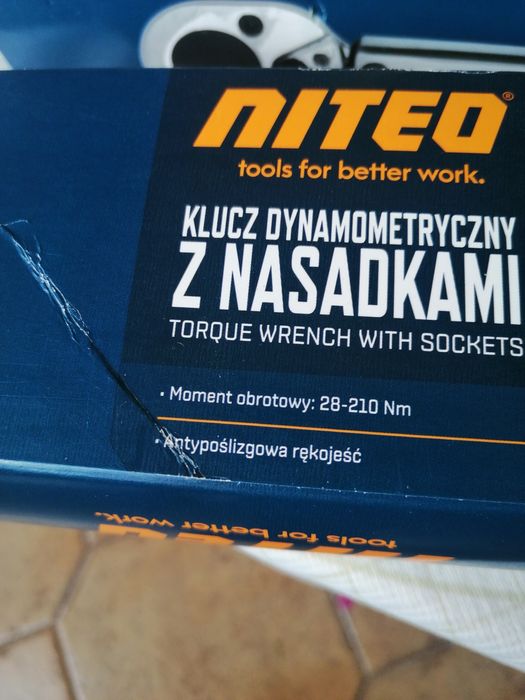 NITEO®
tools for better work.
KLUCZ DYNAMOMETRYCZNY
Z NASADKAMI
TORQUE WRENCH WITH SOCKETS
• Moment obrotowy: 28-210 Nm
• Antypoślizgowa rękojeść
tools for better work.